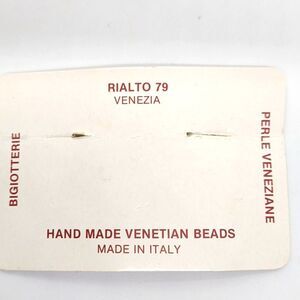 RIALTO 79
VENEZIA
BIGIOTTERIE
PERLE VENEZIANE
HAND MADE VENETIAN BEADS
MADE IN ITALY